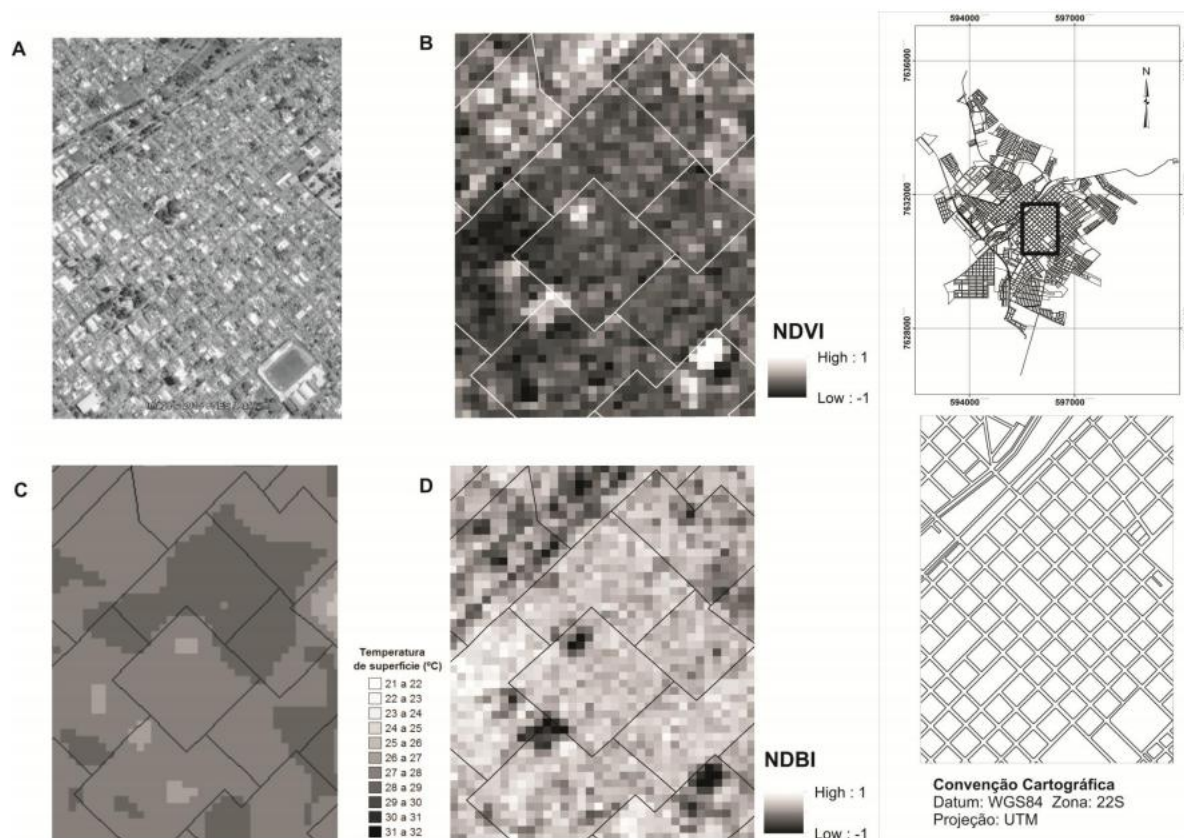 A
B
NDVI
High : 1
Low : -1
C
Temperatura
de superfície (ºC)
21 a 22
22 a 23
23 a 24
24 a 25
25 a 26
26 a 27
27 a 28
28 a 29
29 a 30
30 a 31
31 a 32
D
NDBI
High : 1
Low : -1
594000
597000
7636000
7632000
7628000
N
594000
597000
Convenção Cartográfica
Datum: WGS84 Zona: 22S
Projeção: UTM